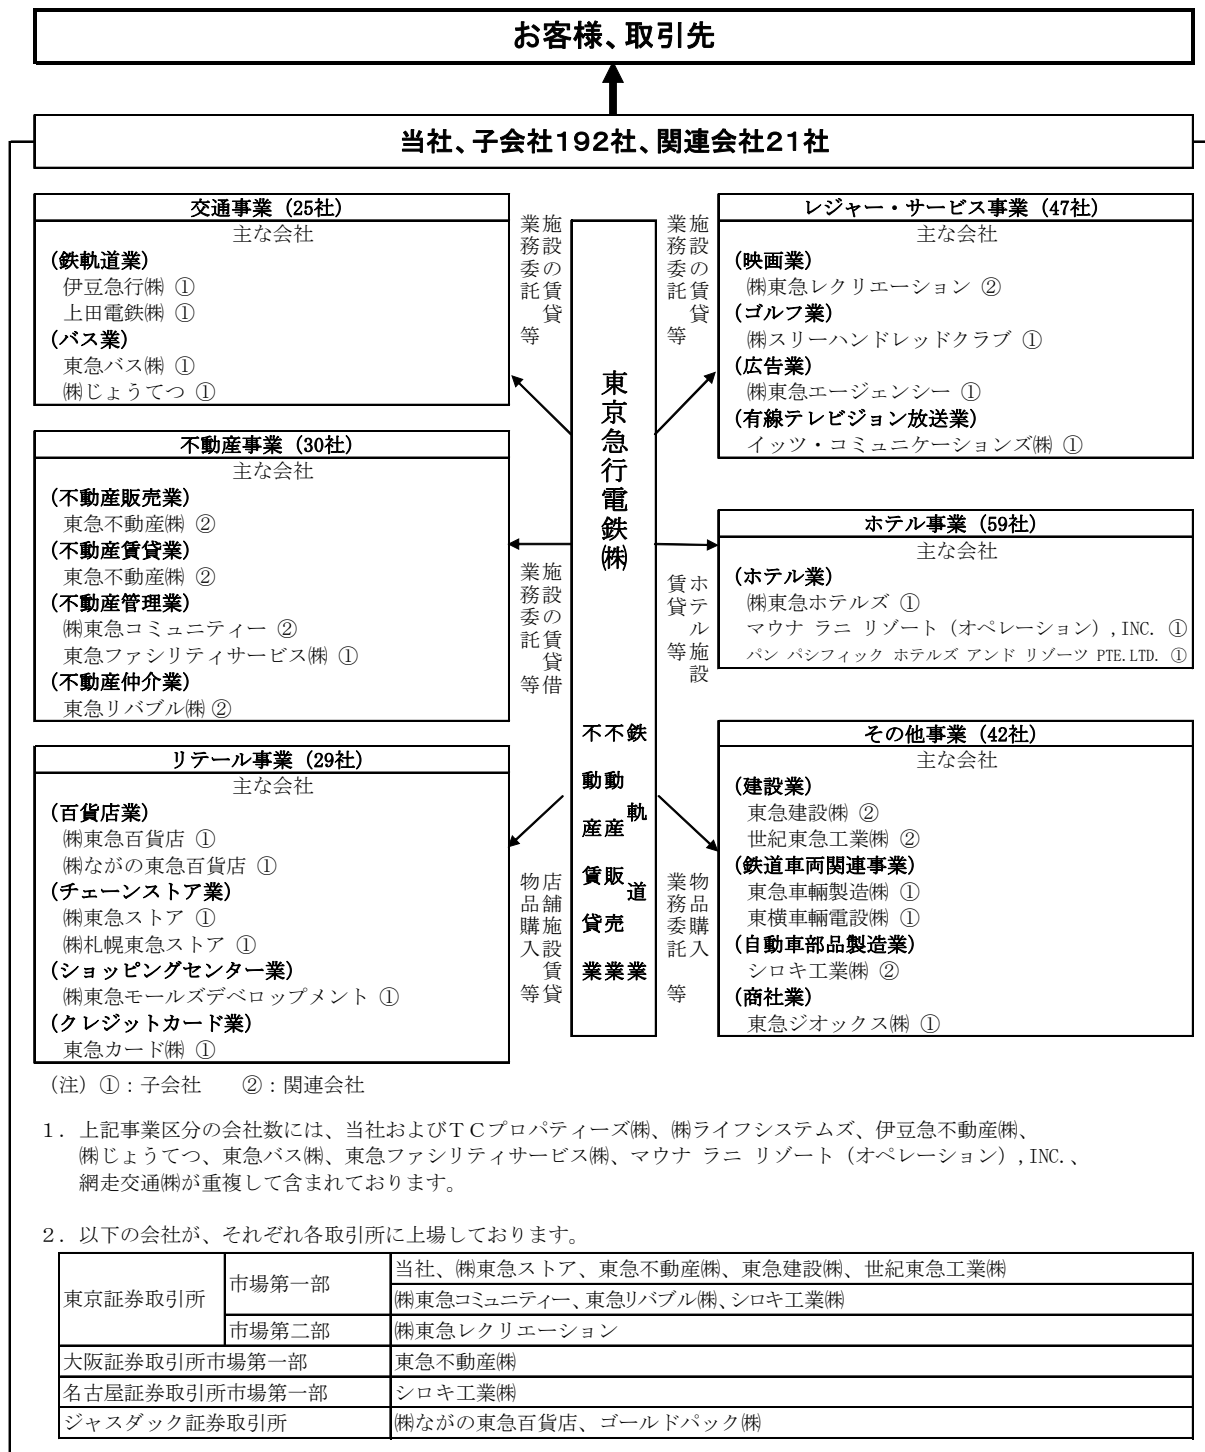 お客様、取引先
当社、子会社192社、関連会社21社
交通事業（25社）
主な会社
(鉄軌道業)
伊豆急行㈱ ①
上田電鉄㈱ ①
(バス業)
東急バス㈱ ①
㈱じょうてつ ①
施設の賃貸
業務委託 等
不動産事業（30社）
主な会社
(不動産販売業)
東急不動産㈱ ②
(不動産賃貸業)
東急不動産㈱ ②
(不動産管理業)
㈱東急コミュニティー ②
東急ファシリティサービス㈱ ①
(不動産仲介業)
東急リバブル㈱②
施設の賃貸借
業務委託 等
リテール事業（29社）
主な会社
(百貨店業)
㈱東急百貨店 ①
㈱ながの東急百貨店 ①
(チェーンストア業)
㈱東急ストア ①
㈱札幌東急ストア ①
(ショッピングセンター業)
㈱東急モールズデベロップメント ①
(クレジットカード業)
東急カード㈱ ①
店舗施設賃貸
物品購入 等
東京急行電鉄㈱
鉄軌道業
不動産販売業
不動産賃貸業
施設の賃貸
業務委託 等
レジャー・サービス事業（47社）
主な会社
(映画業)
㈱東急レクリエーション ②
(ゴルフ業)
㈱スリーハンドレッドクラブ ①
(広告業)
㈱東急エージェンシー ①
(有線テレビジョン放送業)
イッツ・コミュニケーションズ㈱ ①
ホテル施設
賃貸 等
ホテル事業（59社）
主な会社
(ホテル業)
㈱東急ホテルズ ①
マウナ ラニ リゾート（オペレーション）,INC. ①
パン パシフィック ホテルズ アンド リゾーツ PTE.LTD. ①
物品購入
業務委託 等
その他事業（42社）
主な会社
(建設業)
東急建設㈱ ②
世紀東急工業㈱ ②
(鉄道車両関連事業)
東急車輛製造㈱ ①
東横車輛電設㈱ ①
(自動車部品製造業)
シロキ工業㈱ ②
(商社業)
東急ジオックス㈱ ①
（注）①：子会社　　②：関連会社
１．上記事業区分の会社数には、当社およびＴＣプロパティーズ㈱、㈱ライフシステムズ、伊豆急不動産㈱、
㈱じょうてつ、東急バス㈱、東急ファシリティサービス㈱、マウナ ラニ リゾート（オペレーション）,INC.、
網走交通㈱が重複して含まれております。
２．以下の会社が、それぞれ各取引所に上場しております。
東京証券取引所
市場第一部
当社、㈱東急ストア、東急不動産㈱、東急建設㈱、世紀東急工業㈱
㈱東急コミュニティー、東急リバブル㈱、シロキ工業㈱
市場第二部
㈱東急レクリエーション
大阪証券取引所市場第一部
東急不動産㈱
名古屋証券取引所市場第一部
シロキ工業㈱
ジャスダック証券取引所
㈱ながの東急百貨店、ゴールドパック㈱